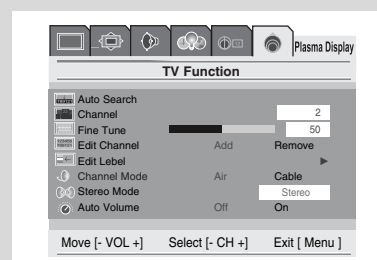 Plasma Display
TV Function
Auto Search
Channel 2
Fine Tune 50
Edit Channel Add Remove
Edit Lebel
Channel Mode Air Cable
Stereo Mode Stereo
Auto Volume Off On
Move [- VOL +] Select [- CH +] Exit [ Menu ]